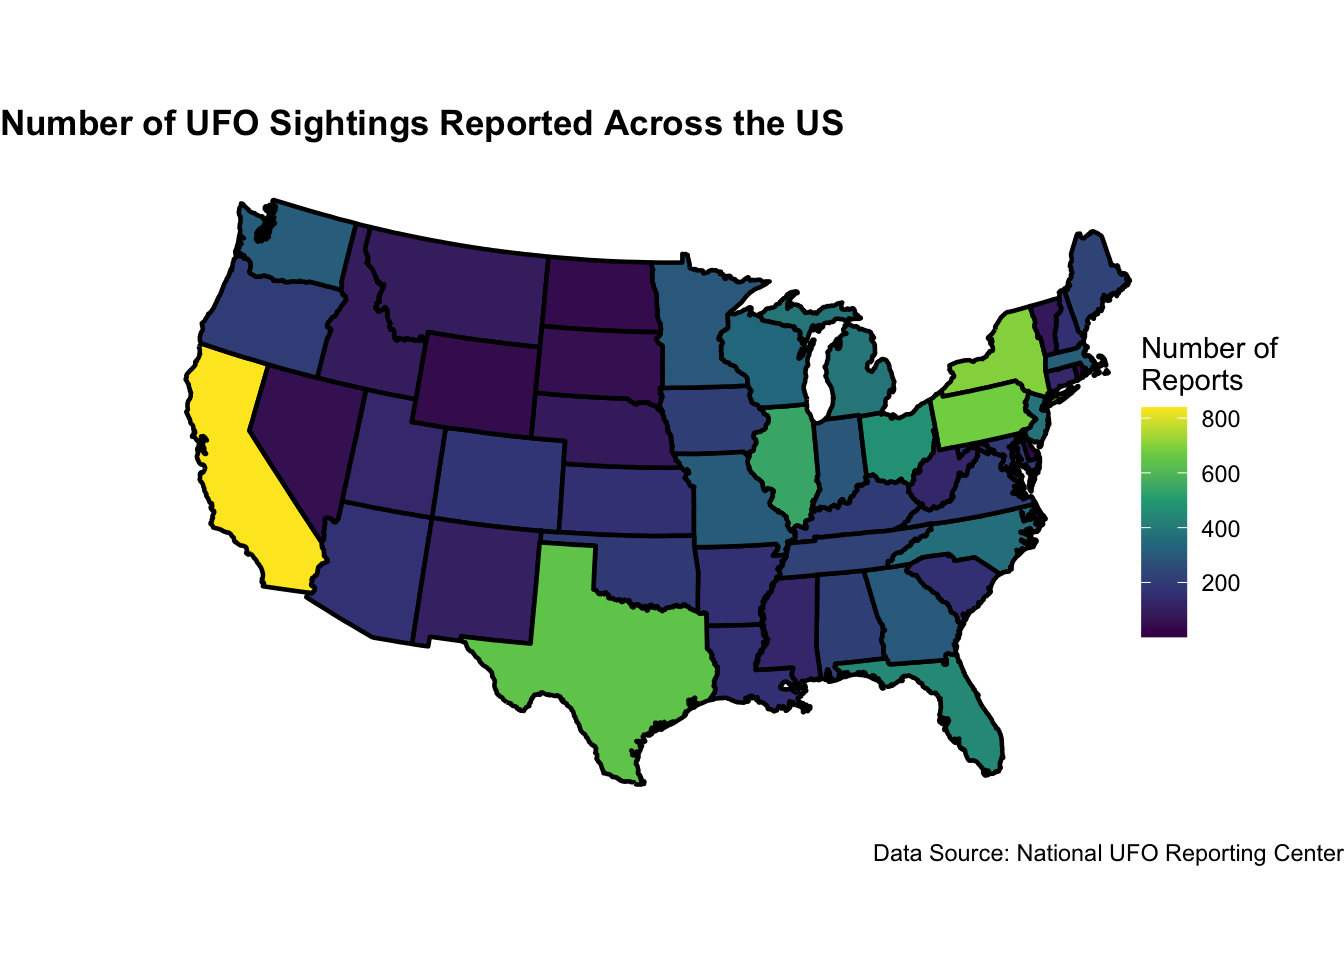 Number of UFO Sightings Reported Across the US
Number of
Reports
800
600
400
200
Data Source: National UFO Reporting Center